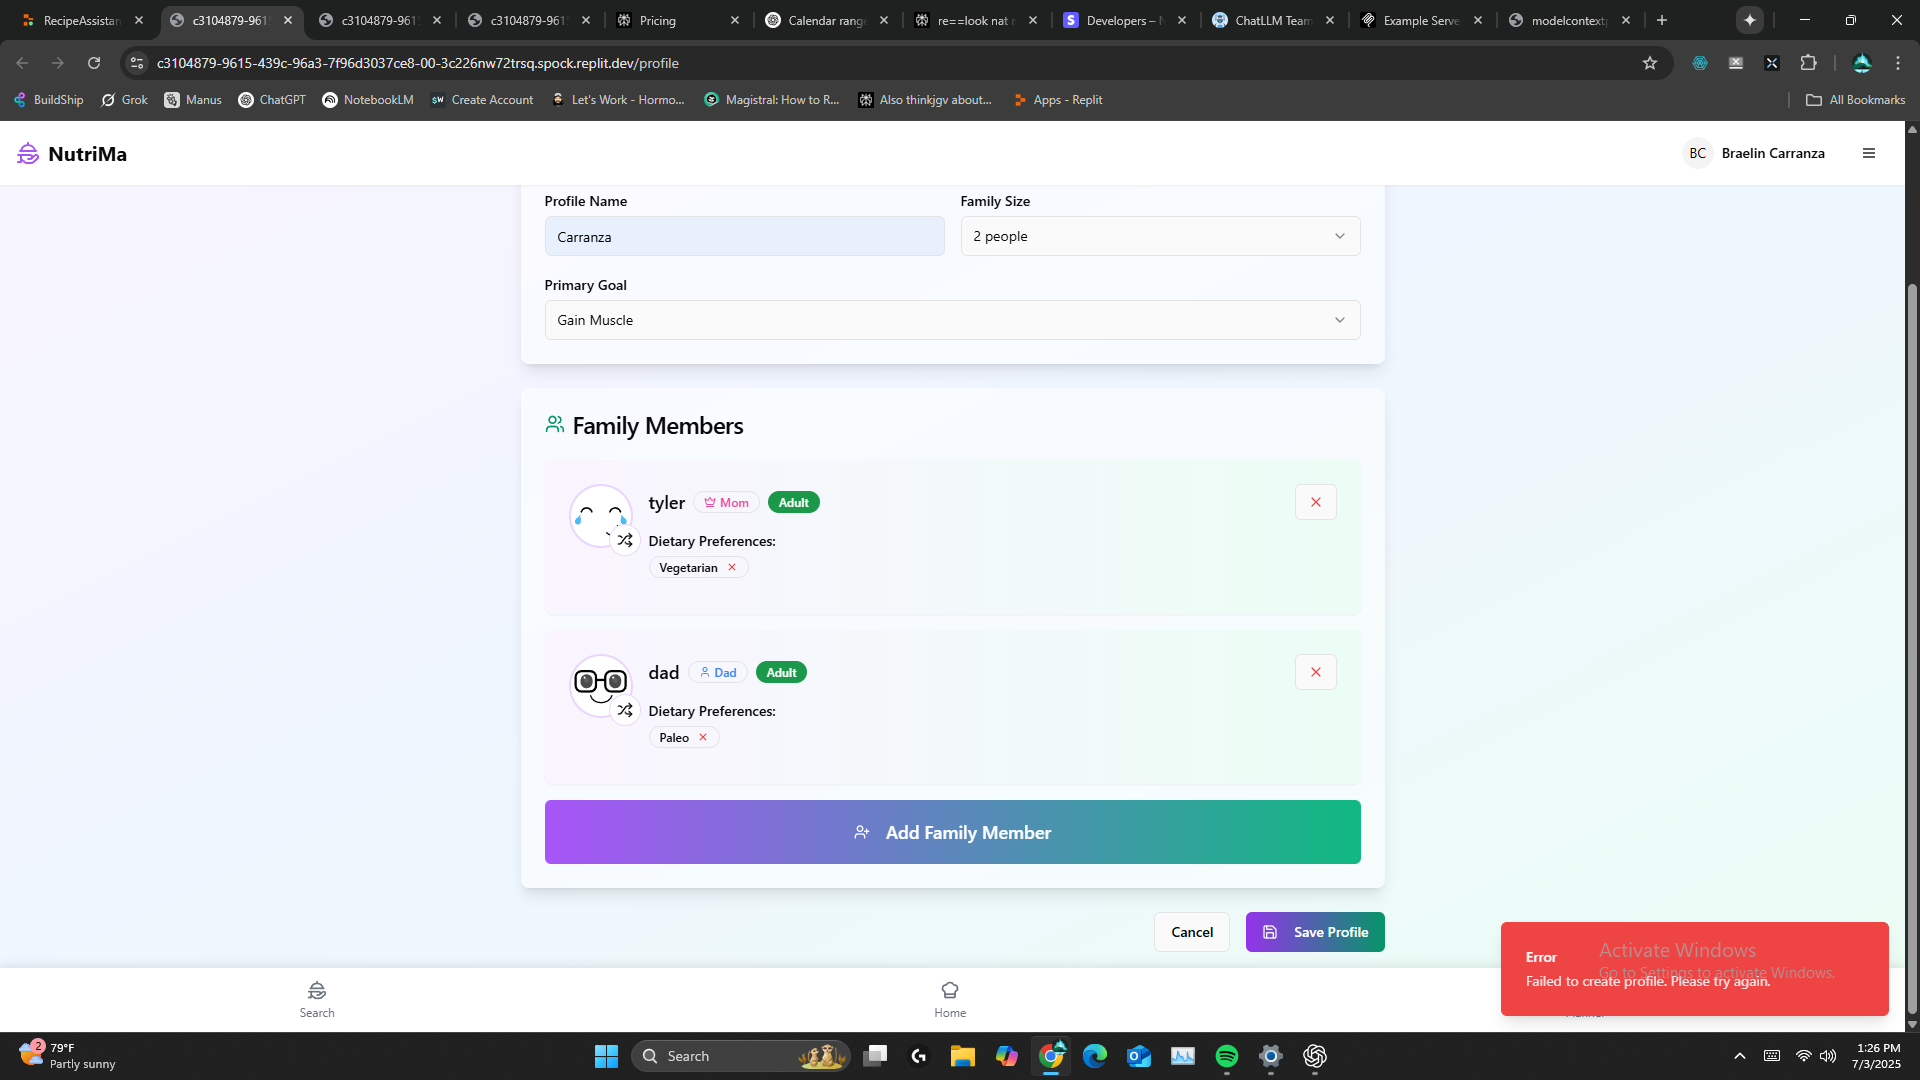 RecipeAssistan
c3104879-961
c3104879-961
c3104879-961
Pricing
Calendar rang
re==look nat
Developers –
ChatLLM Team
Example Serve
modelcontextp
c3104879-9615-439c-96a3-7f96d3037ce8-00-3c226nw72trsq.spock.replit.dev/profile
BuildShip
Grok
Manus
ChatGPT
NotebookLM
Create Account
Let's Work - Hormo...
Magistral: How to R...
Also thinkjgv about...
Apps - Replit
All Bookmarks
NutriMa
BC
Braelin Carranza
Profile Name
Family Size
Carranza
2 people
Primary Goal
Gain Muscle
Family Members
tyler
Mom
Adult
Dietary Preferences:
Vegetarian
dad
Dad
Adult
Dietary Preferences:
Paleo
Add Family Member
Cancel
Save Profile
Activate Windows
Error
Go to Settings to activate Windows.
Failed to create profile. Please try again.
Search
Home
2
79°F
Partly sunny
Search
1:26 PM
7/3/2025